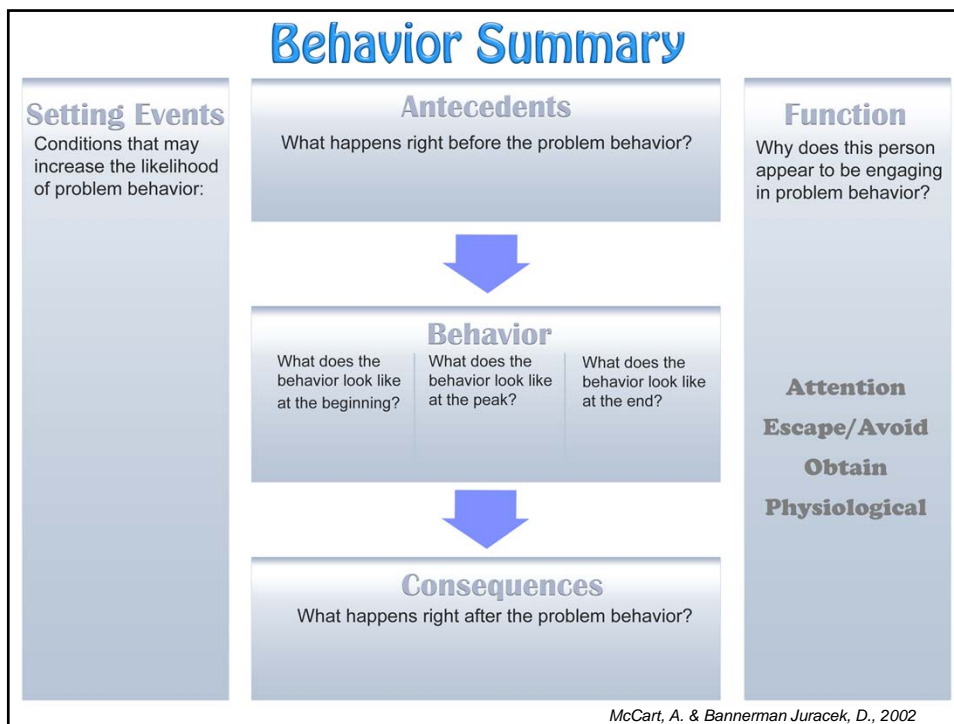 Behavior Summary
Setting Events
Conditions that may
increase the likelihood
of problem behavior:
Antecedents
What happens right before the problem behavior?
Behavior
What does the
behavior look like
at the beginning?
What does the
behavior look like
at the peak?
What does the
behavior look like
at the end?
Consequences
What happens right after the problem behavior?
Function
Why does this person
appear to be engaging
in problem behavior?
Attention
Escape/Avoid
Obtain
Physiological
McCart, A. & Bannerman Juracek, D., 2002